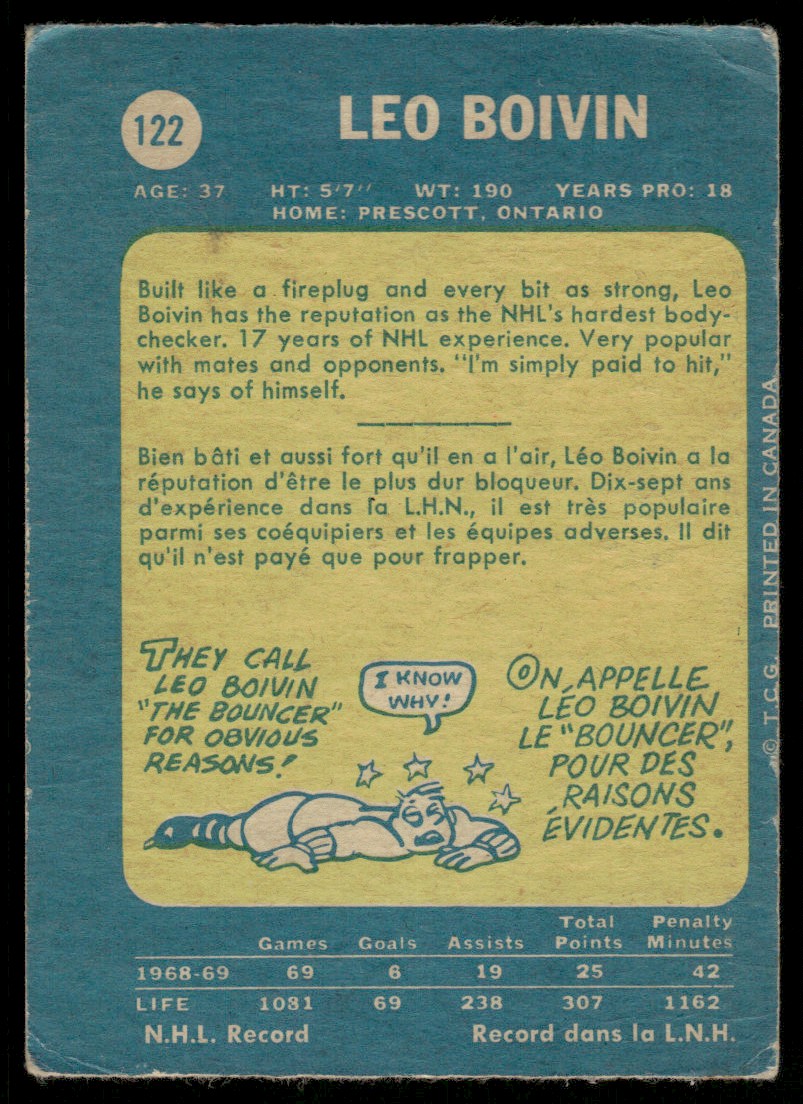 122
LEO BOIVIN
AGE: 37 HT: 5'7'' WT: 190 YEARS PRO: 18
HOME: PRESCOTT, ONTARIO
Built like a fireplug and every bit as strong, Leo
Boivin has the reputation as the NHL's hardest body-
checker. 17 years of NHL experience. Very popular
with mates and opponents. "I'm simply paid to hit,"
he says of himself.
Bien bâti et aussi fort qu'il en a l'air, Léo Boivin a la
réputation d'être le plus dur bloqueur. Dix-sept ans
d'expérience dans la L.H.N., il est très populaire
parmi ses coéquipiers et les équipes adverses. Il dit
qu'il n'est payé que pour frapper.
THEY CALL
LEO BOIVIN
"THE BOUNCER"
FOR OBVIOUS
REASONS!
I KNOW
WHY!
ON APPELLE
LÉO BOIVIN
LE "BOUNCER",
POUR DES
RAISONS
ÉVIDENTES.
© T.C.G. PRINTED IN CANADA
Games Goals Assists Total Points Penalty Minutes
1968-69 69 6 19 25 42
LIFE 1081 69 238 307 1162
N.H.L. Record Record dans la L.N.H.